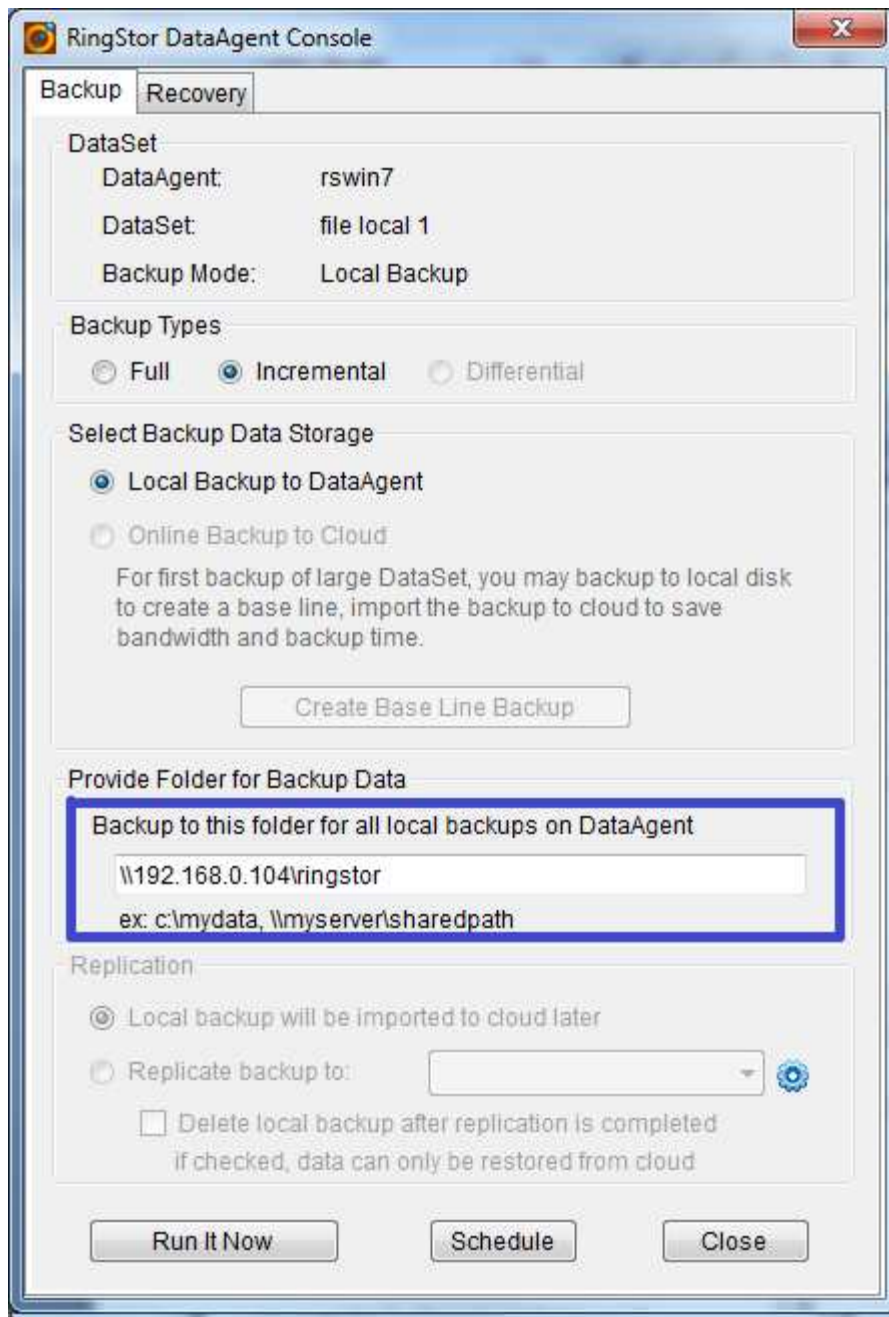 RingStor DataAgent Console
Backup Recovery
DataSet
DataAgent: rswin7
DataSet: file local 1
Backup Mode: Local Backup
Backup Types
Full Incremental Differential
Select Backup Data Storage
Local Backup to DataAgent
Online Backup to Cloud
For first backup of large DataSet, you may backup to local disk
to create a base line, import the backup to cloud to save
bandwidth and backup time.
Create Base Line Backup
Provide Folder for Backup Data
Backup to this folder for all local backups on DataAgent
\\192.168.0.104\ringstor
ex: c:\mydata, \\myserver\sharedpath
Replication
Local backup will be imported to cloud later
Replicate backup to:
Delete local backup after replication is completed
if checked, data can only be restored from cloud
Run It Now Schedule Close